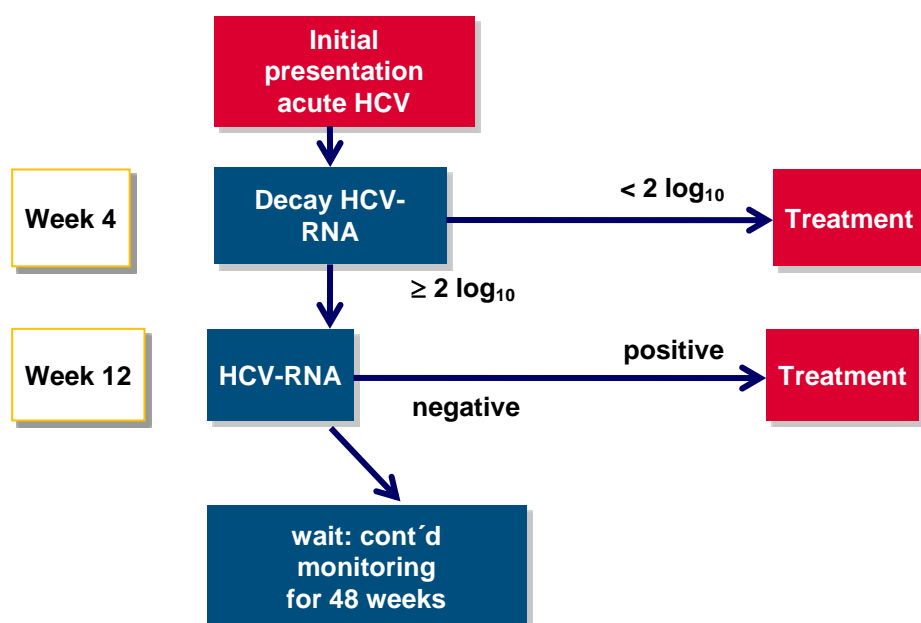 Initial
presentation
acute HCV
Week 4
Decay HCV-
RNA
< 2 log₁₀
Treatment
≥ 2 log₁₀
Week 12
HCV-RNA
positive
Treatment
negative
wait: cont´d
monitoring
for 48 weeks